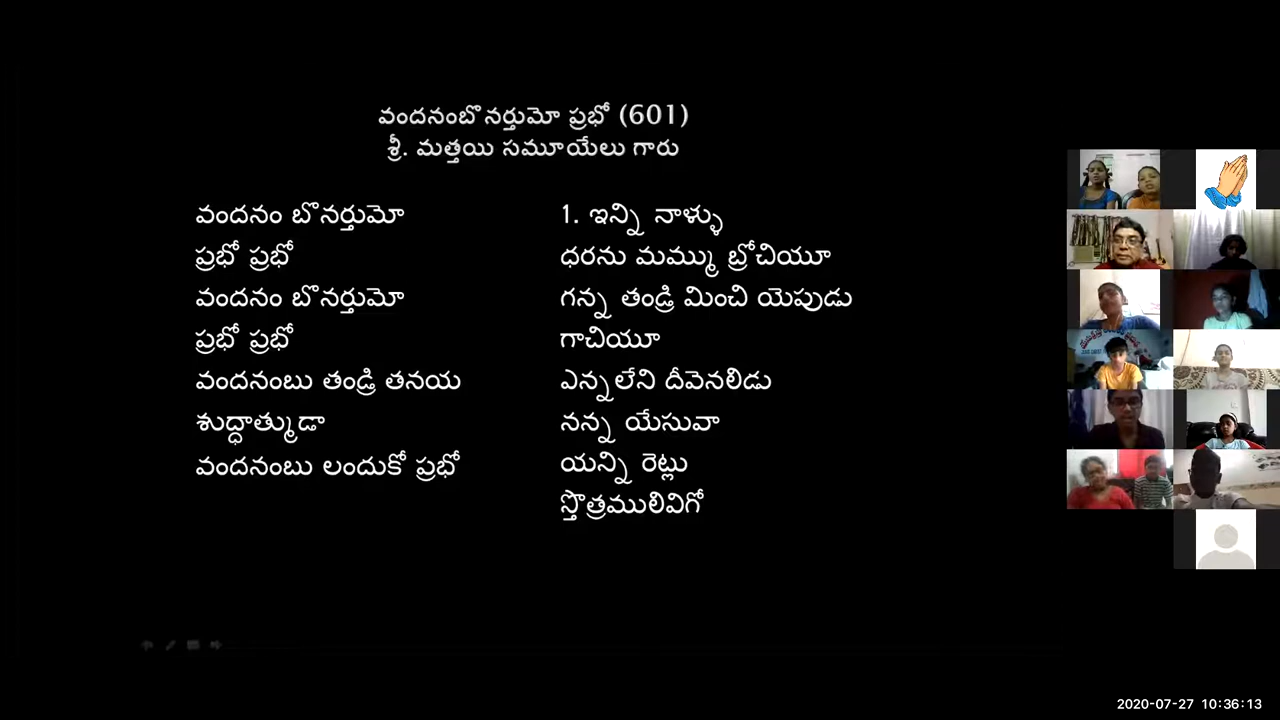 వందనంబొనర్తుమో ప్రభో (601)
శ్రీ. మత్తయి సమూయేలు గారు
వందనం బొనర్తుమో
ప్రభో ప్రభో
వందనం బొనర్తుమో
ప్రభో ప్రభో
వందనంబు తండ్రి తనయ
శుద్ధాత్ముడా
వందనంబు లందుకో ప్రభో
1. ఇన్ని నాళ్ళు
ధరను మమ్ము బ్రోచియూ
గన్న తండ్రి మించి యెపుడు
గాచియూ
ఎన్నలేని దీవెనలిడు
నన్న యేసువా
యన్ని రెట్లు
స్తొత్రములివిగో
2020-07-27 10:36:13